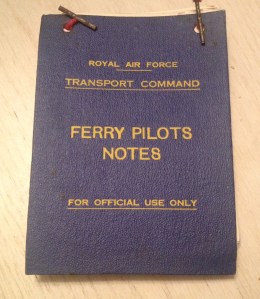 ROYAL AIR FORCE
TRANSPORT COMMAND
FERRY PILOTS
NOTES
FOR OFFICIAL USE ONLY